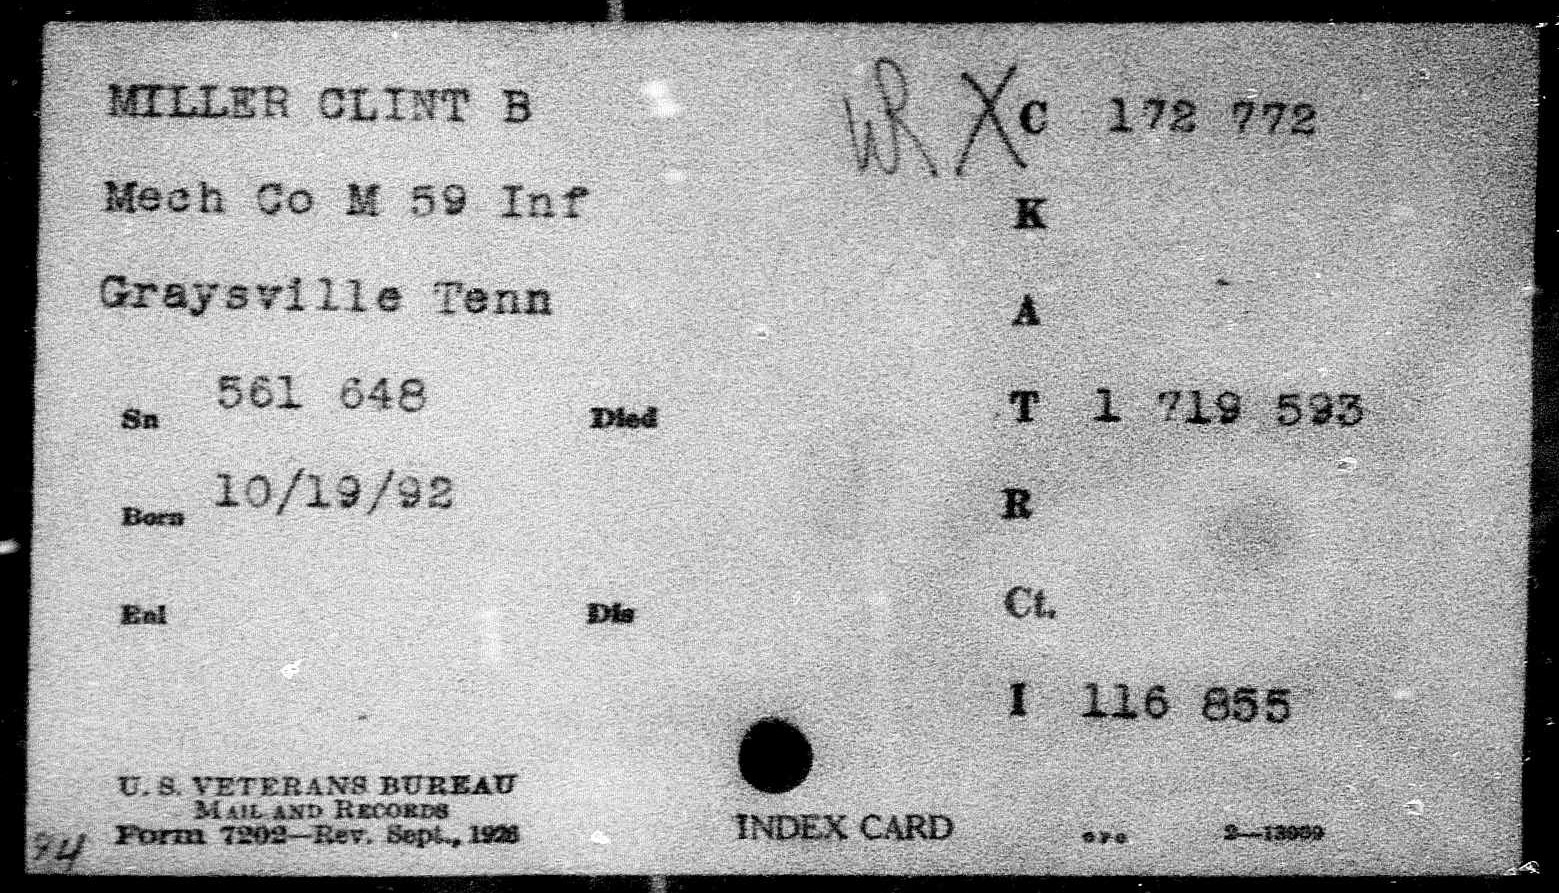 MILLER CLINT B
WR XC 172 772
Mech Co M 59 Inf
K
Graysville Tenn
A
Sn 561 648 Died
T 1 719 593
Born 10/19/92
R
Enl Dis
Ct.
I 116 855
U. S. VETERANS BUREAU
MAIL AND RECORDS
Form 7202—Rev. Sept., 1926
INDEX CARD